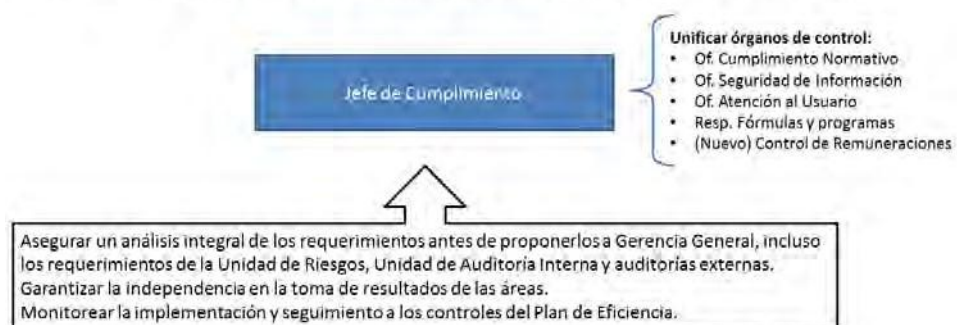 Jefe de Cumplimiento
Unificar órganos de control:
• Of. Cumplimiento Normativo
• Of. Seguridad de Información
• Of. Atención al Usuario
• Resp. Fórmulas y programas
• (Nuevo) Control de Remuneraciones
Asegurar un análisis integral de los requerimientos antes de proponerlos a Gerencia General, incluso
los requerimientos de la Unidad de Riesgos, Unidad de Auditoría Interna y auditorías externas.
Garantizar la independencia en la toma de resultados de las áreas.
Monitorear la implementación y seguimiento a los controles del Plan de Eficiencia.